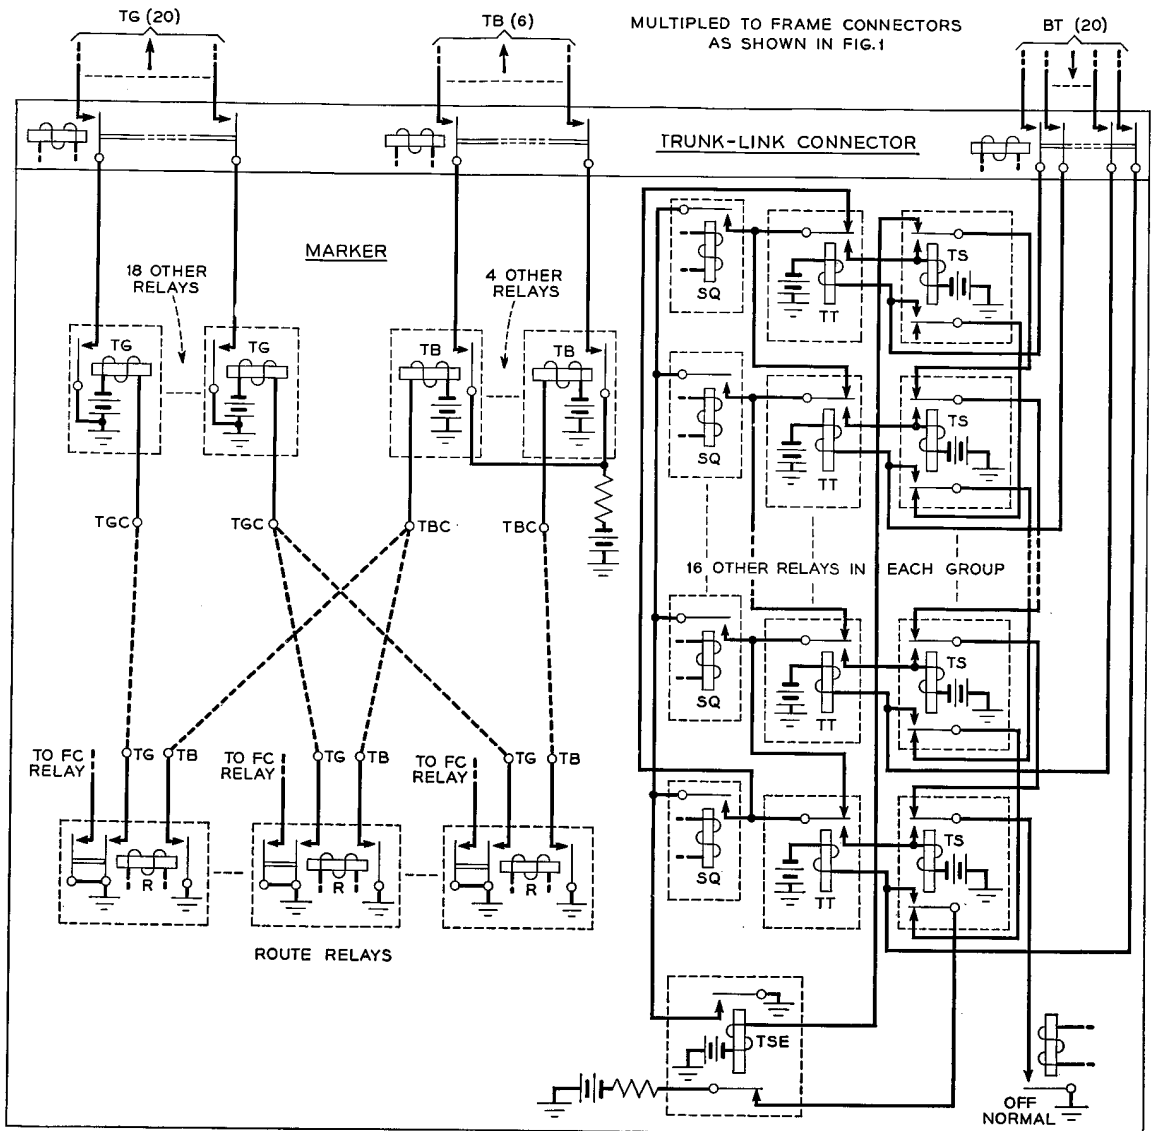 TG (20)
TB (6)
MULTIPLED TO FRAME CONNECTORS
AS SHOWN IN FIG.1
BT (20)
TRUNK-LINK CONNECTOR
MARKER
18 OTHER
RELAYS
4 OTHER
RELAYS
SQ
TT
TS
TG
TG
TB
TB
SQ
TT
TS
TGC
TGC
TBC
TBC
16 OTHER RELAYS IN EACH GROUP
SQ
TT
TS
TO FC
RELAY
TG
TB
TO FC
RELAY
TG
TB
TO FC
RELAY
TG
TB
R
R
R
SQ
TT
TS
ROUTE RELAYS
TSE
OFF
NORMAL